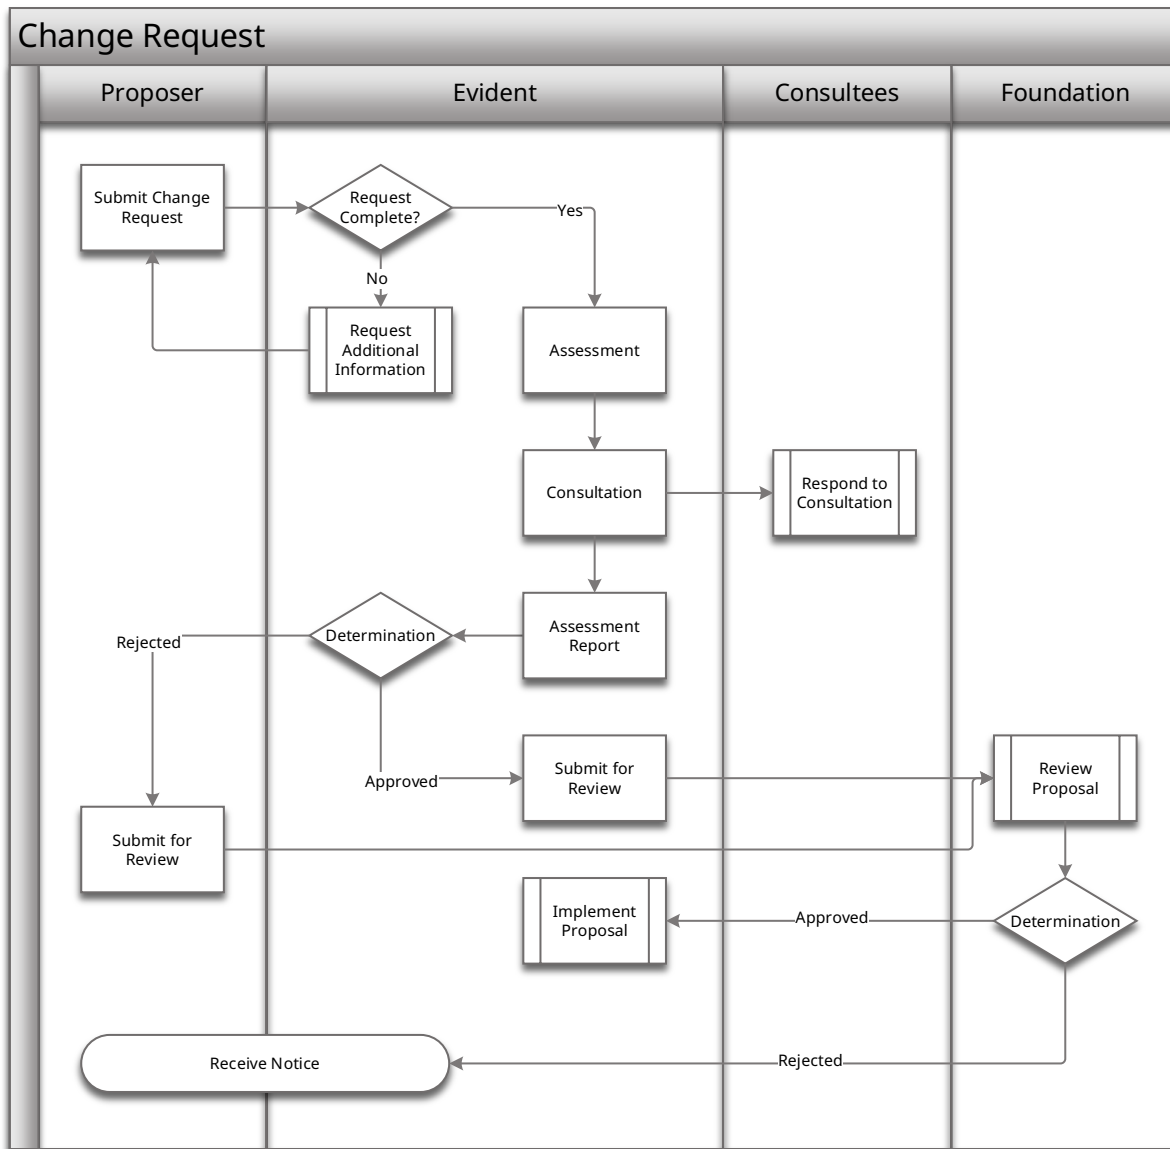 Change Request
Proposer
Evident
Consultees
Foundation
Submit Change
Request
Request
Complete?
Yes
No
Request
Additional
Information
Assessment
Consultation
Respond to
Consultation
Assessment
Report
Determination
Rejected
Approved
Submit for
Review
Review
Proposal
Submit for
Review
Implement
Proposal
Approved
Determination
Receive Notice
Rejected